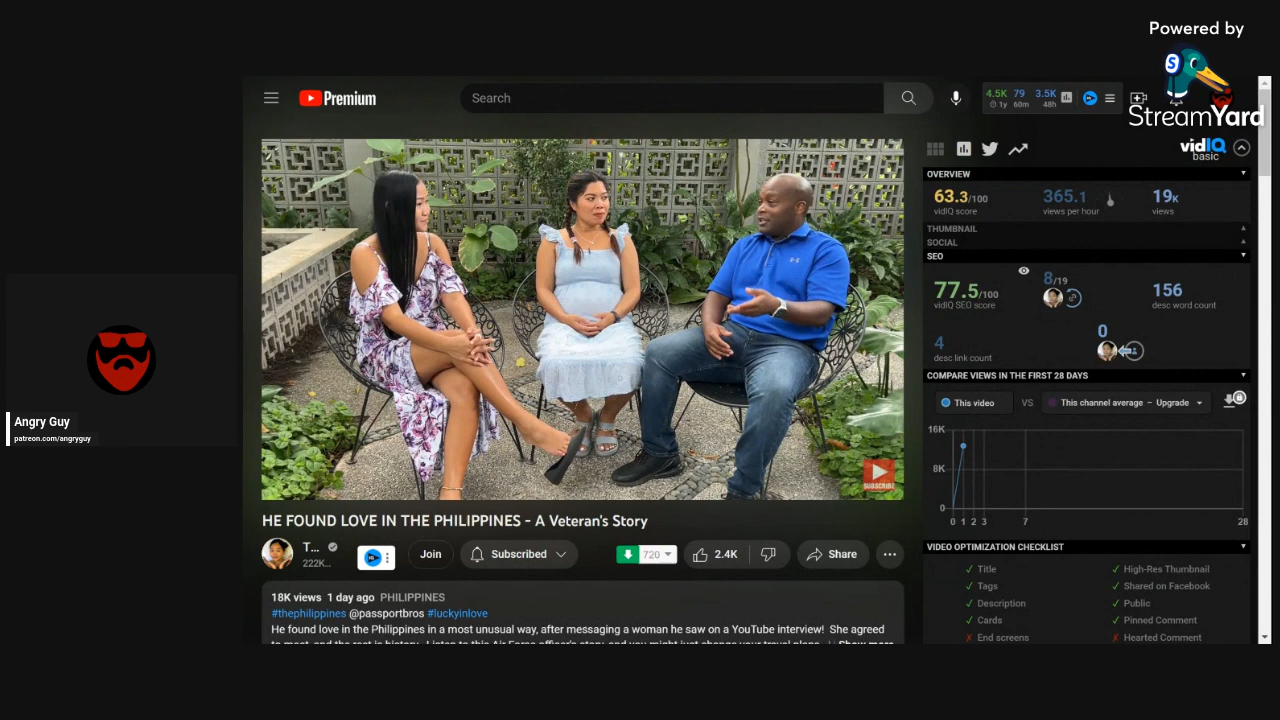 Powered by
StreamYard
Premium
Search
4.5K 79 3.5K
1y 60m 48h
vidIQ
basic
OVERVIEW
63.3/100
vidIQ score
365.1
views per hour
19K
views
THUMBNAIL
SOCIAL
SEO
77.5/100
vidIQ SEO score
8/19
156
desc word count
4
desc link count
0
COMPARE VIEWS IN THE FIRST 28 DAYS
This video VS This channel average – Upgrade
16K
8K
0
0 1 2 3 7 28
VIDEO OPTIMIZATION CHECKLIST
✓ Title ✓ High-Res Thumbnail
✓ Tags ✓ Shared on Facebook
✓ Description ✓ Public
✓ Cards ✓ Pinned Comment
✗ End screens ✗ Hearted Comment
Angry Guy
patreon.com/angryguy
SUBSCRIBE
HE FOUND LOVE IN THE PHILIPPINES - A Veteran's Story
T...
222K...
Join
Subscribed
720
2.4K
Share
18K views 1 day ago PHILIPPINES
#thephilippines @passportbros #luckyinlove
He found love in the Philippines in a most unusual way, after messaging a woman he saw on a YouTube interview! She agreed